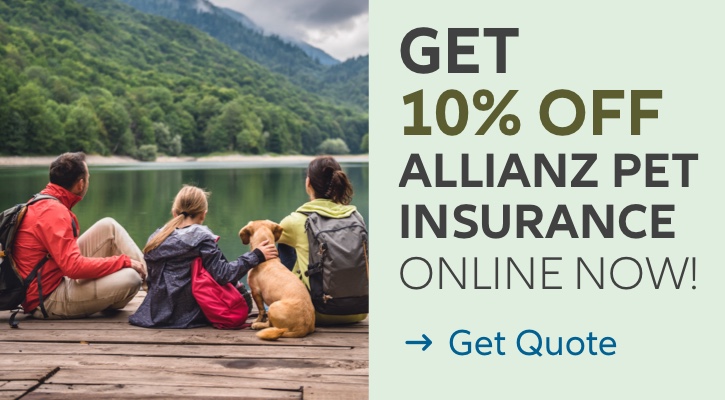 GET
10% OFF
ALLIANZ PET
INSURANCE
ONLINE NOW!
→ Get Quote